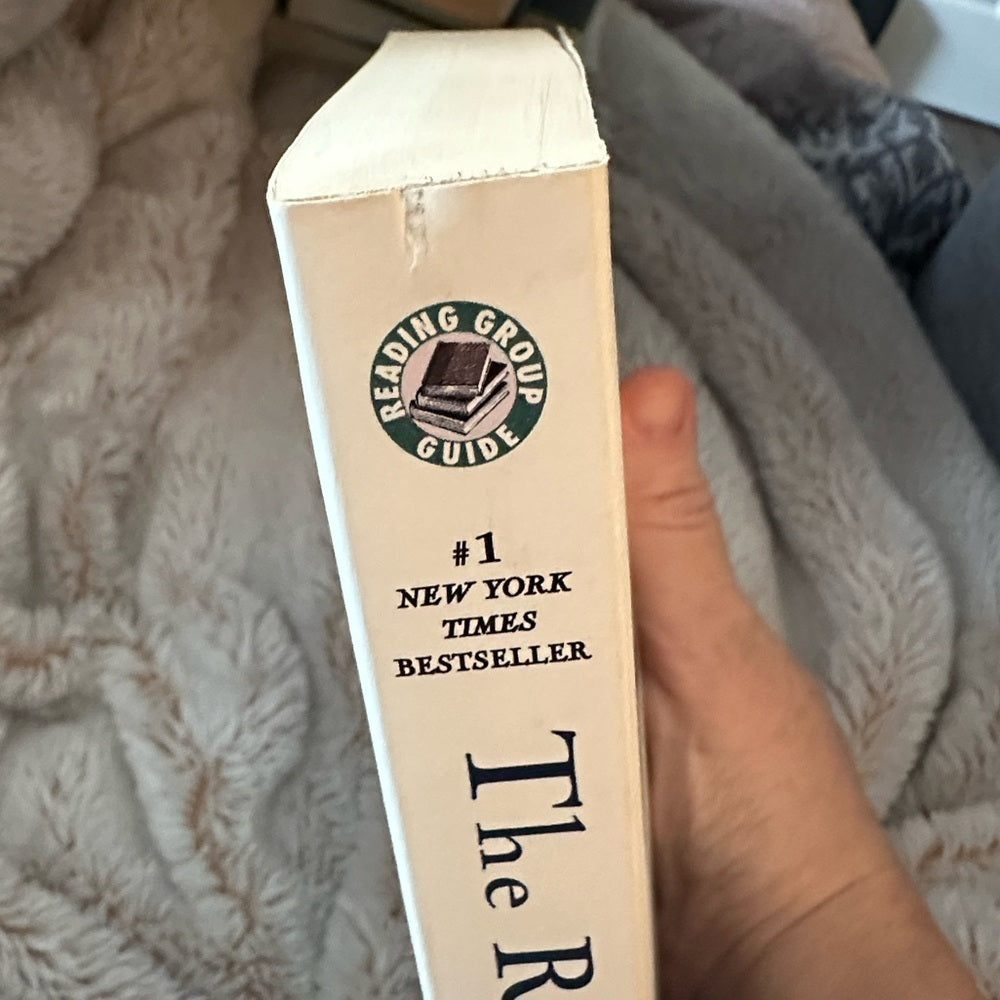 READING GROUP
GUIDE
#1
NEW YORK
TIMES
BESTSELLER
The R